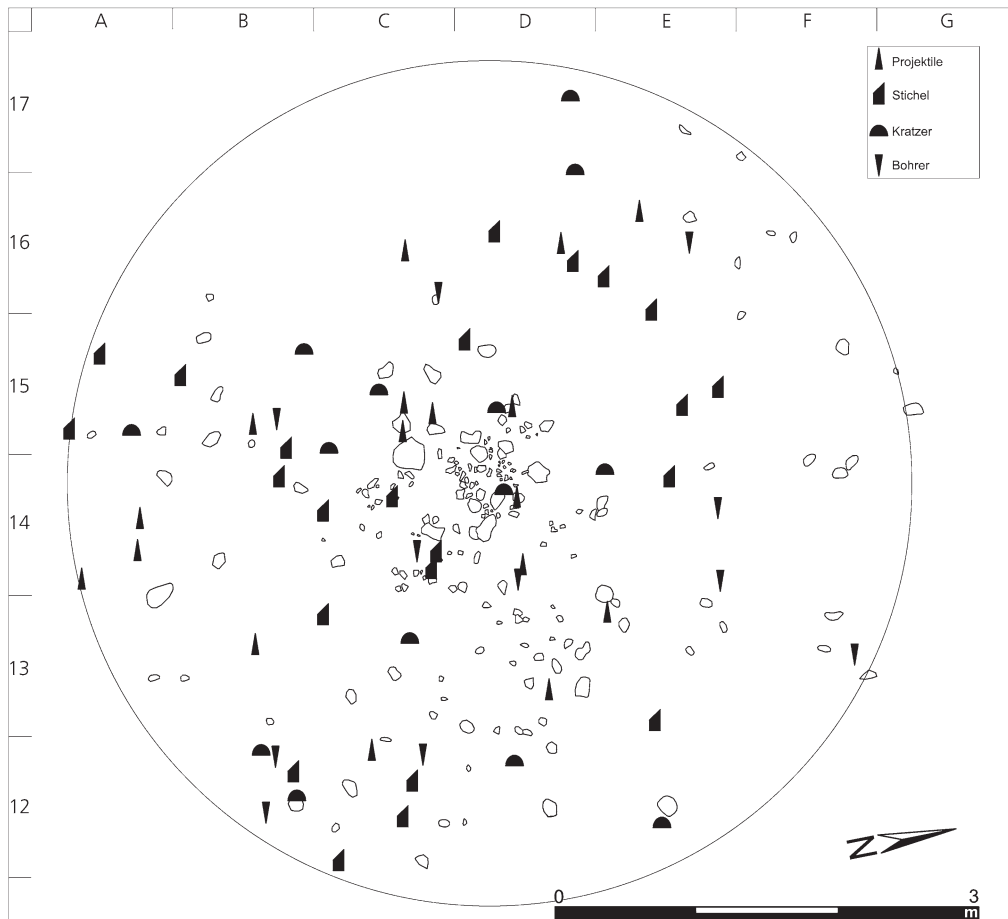 A B C D E F G
Projektile
Stichel
Kratzer
Bohrer
17
16
15
14
13
12
N
0 3
m